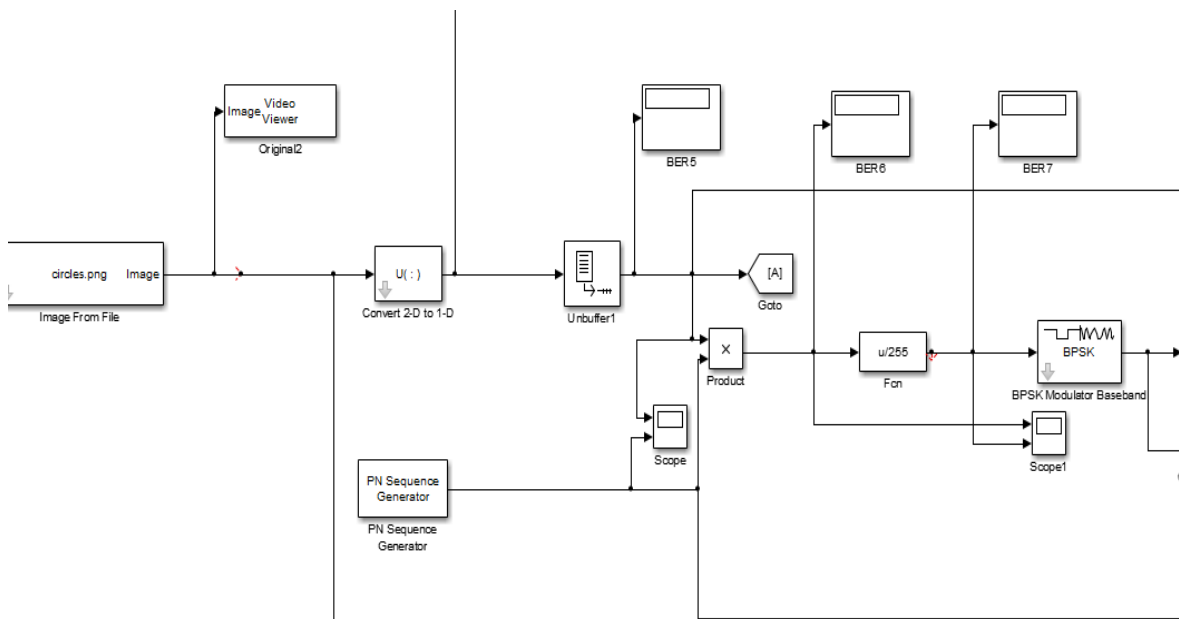 Image
Video
Viewer
Original2
BER5
BER6
BER7
circles.png
Image
Image From File
U( : )
Convert 2-D to 1-D
Unbuffer1
[A]
Goto
X
Product
u/255
Fcn
BPSK
BPSK Modulator Baseband
Scope
Scope1
PN Sequence
Generator
PN Sequence
Generator